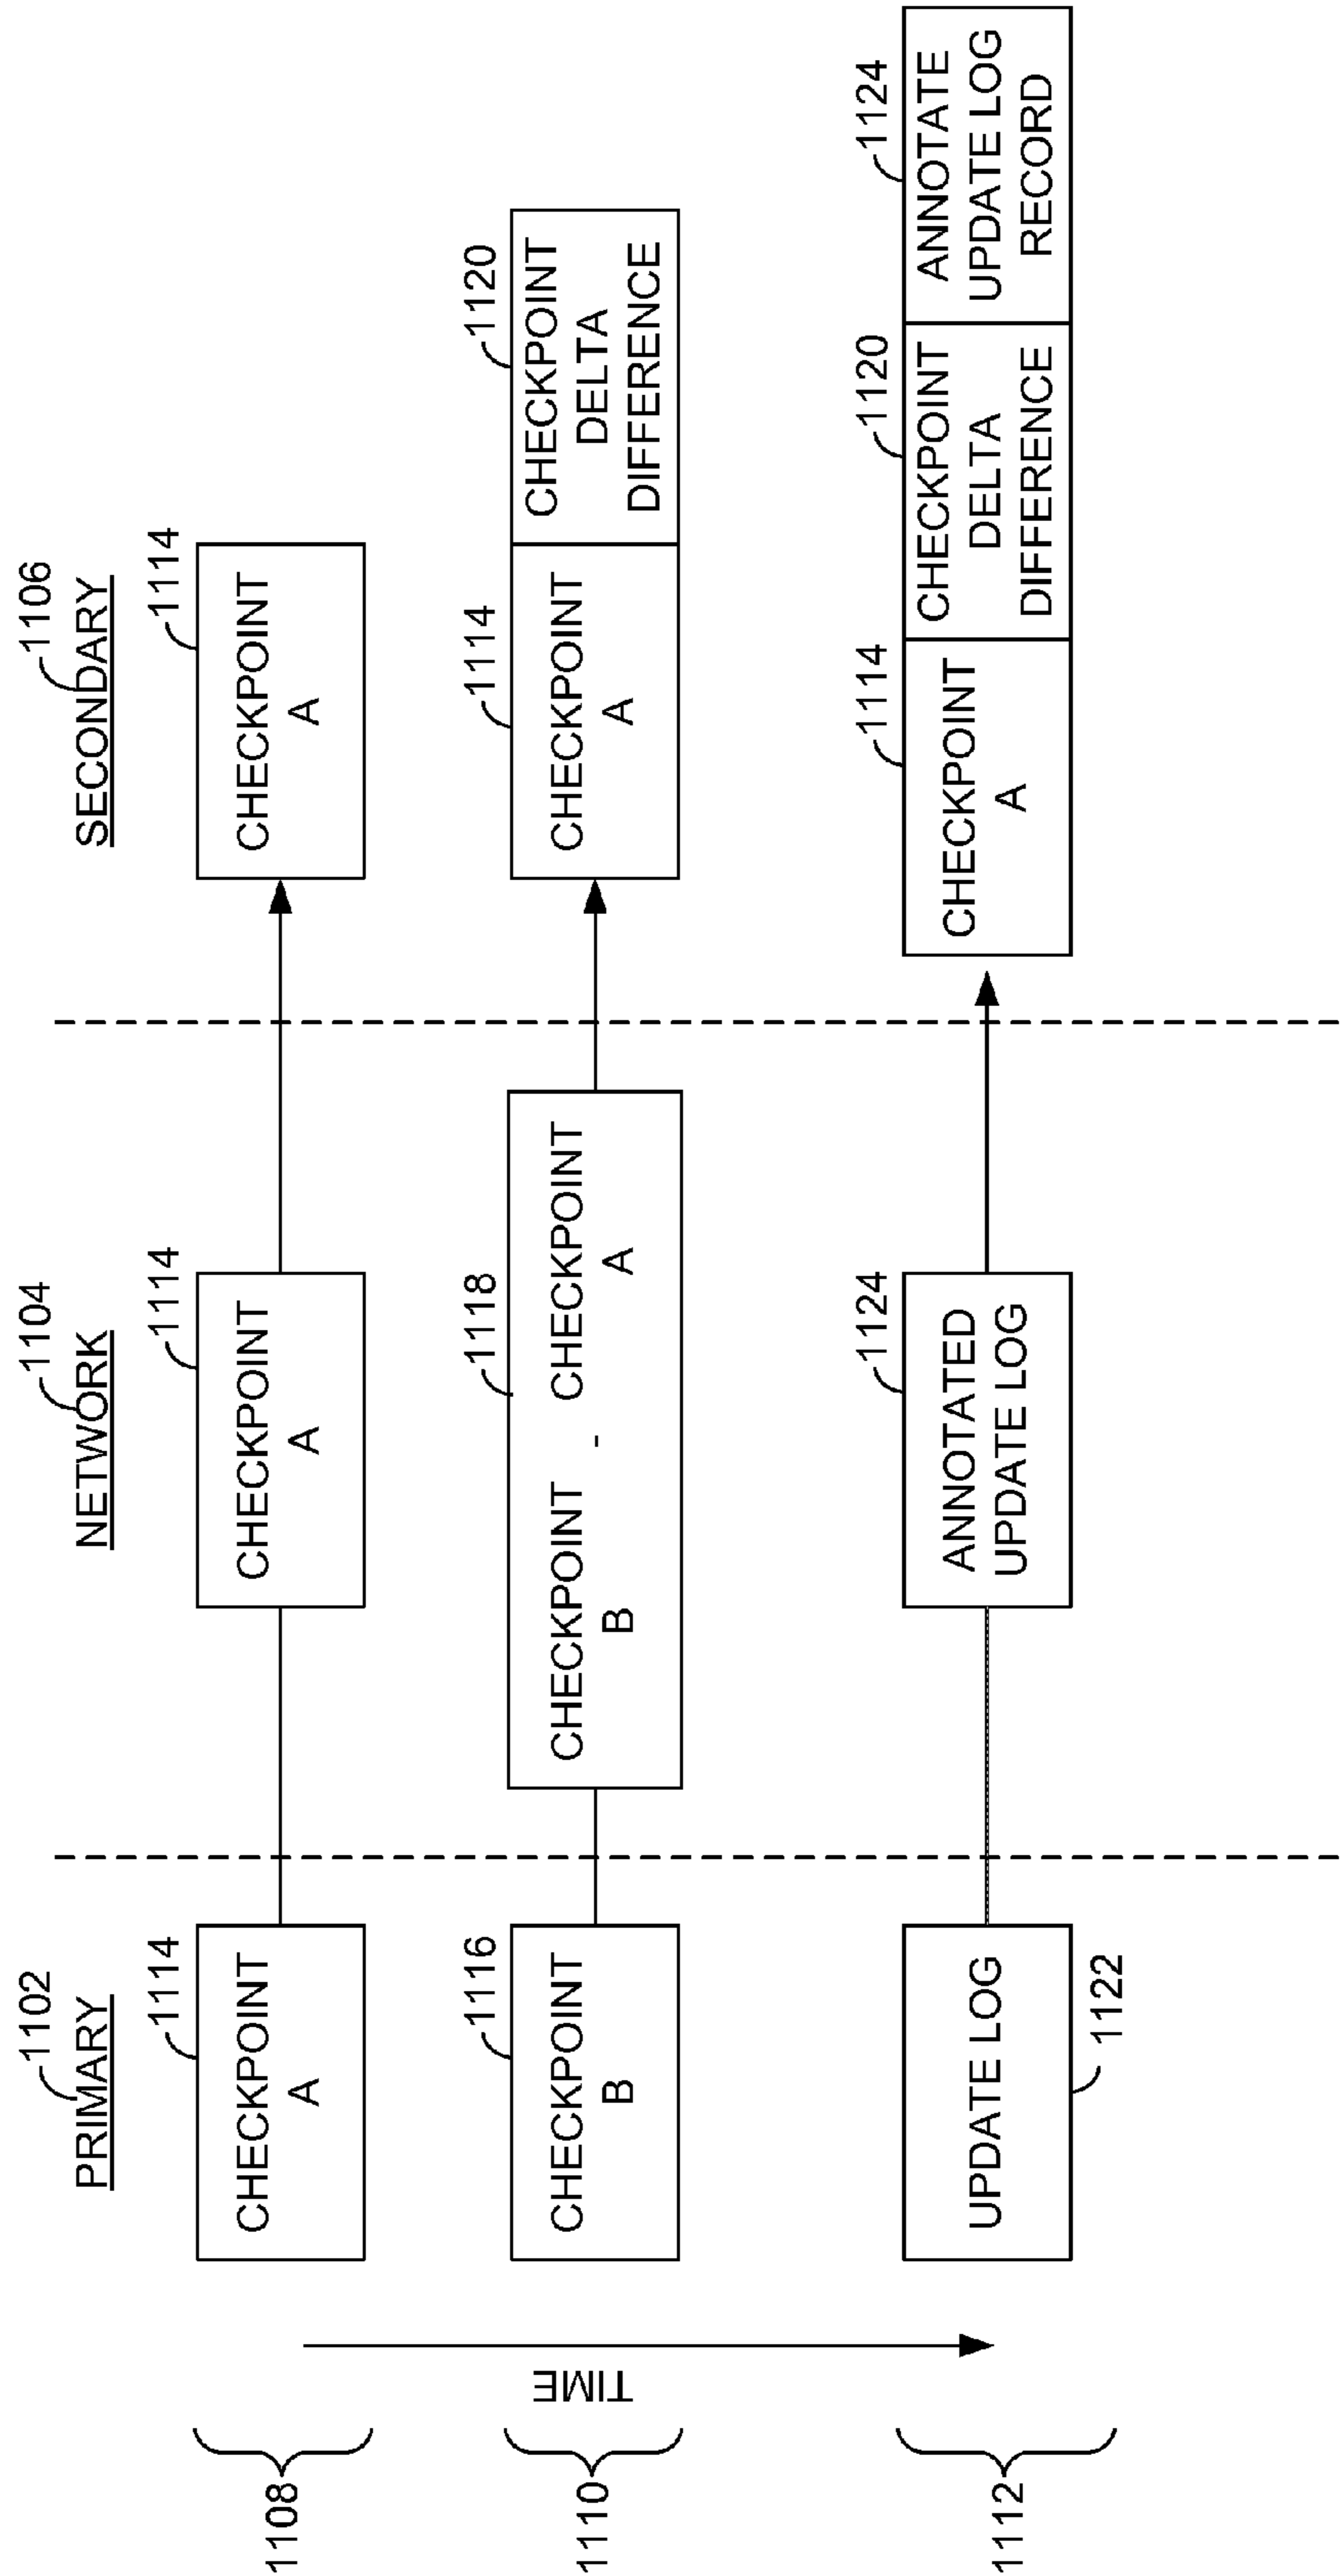 1102
PRIMARY
1104
NETWORK
1106
SECONDARY
1108
1114
CHECKPOINT
A
1114
CHECKPOINT
A
1114
CHECKPOINT
A
TIME
1110
1116
CHECKPOINT
B
1118
CHECKPOINT - CHECKPOINT
B A
1114
CHECKPOINT
A
1120
CHECKPOINT
DELTA
DIFFERENCE
1112
UPDATE LOG
1122
1124
ANNOTATED
UPDATE LOG
1114
CHECKPOINT
A
1120
CHECKPOINT
DELTA
DIFFERENCE
1124
ANNOTATE
UPDATE LOG
RECORD